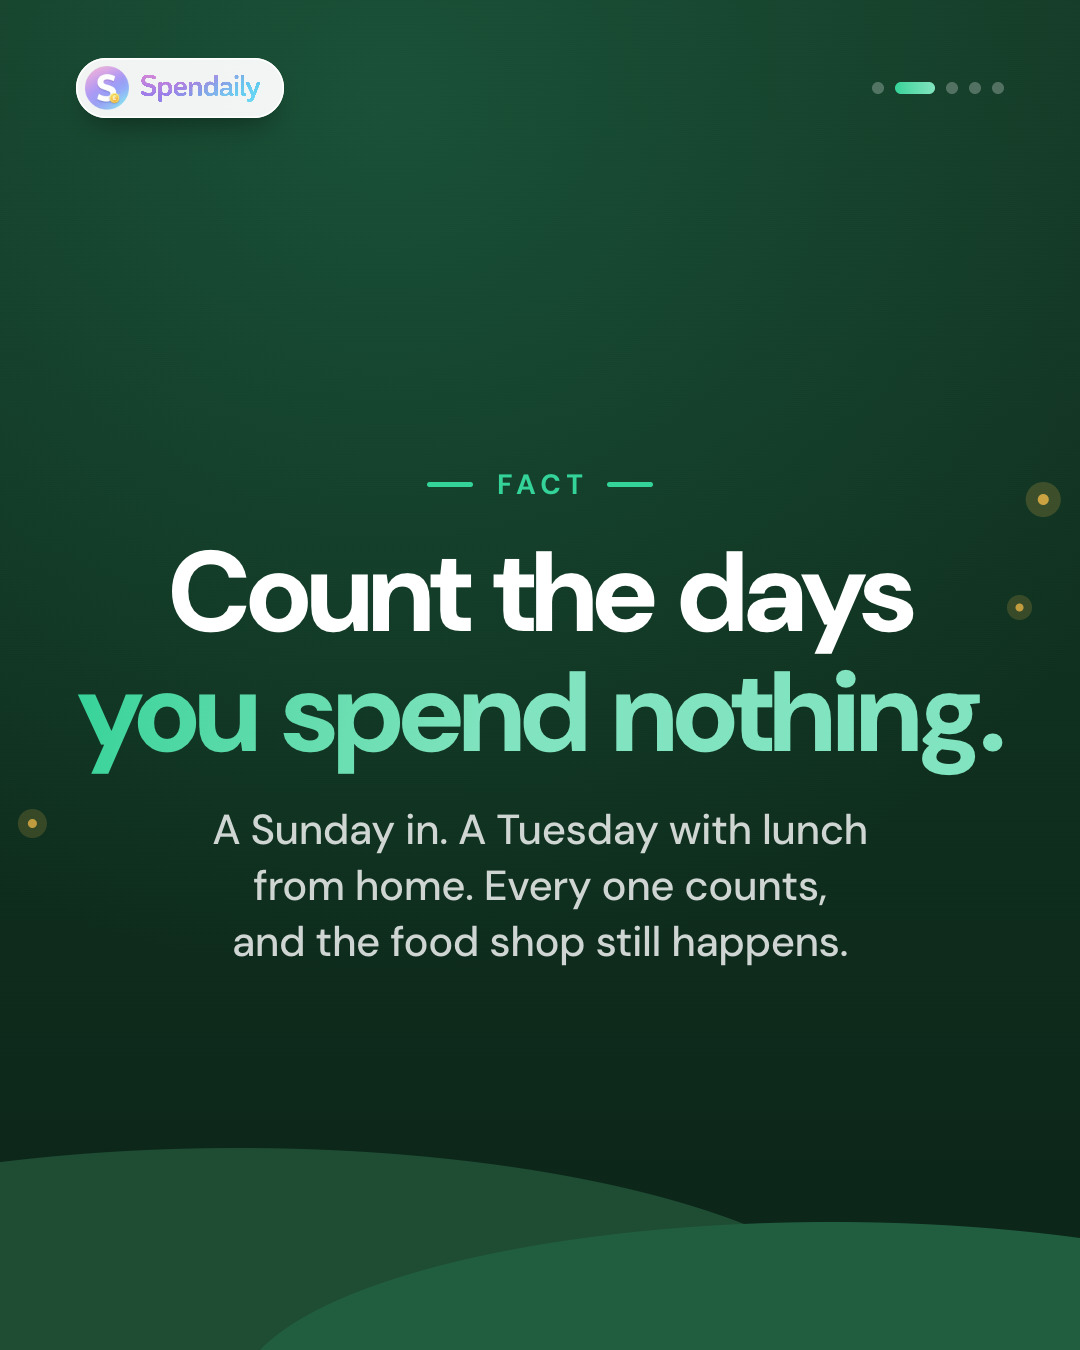 Spendaily
FACT
Count the days
you spend nothing.
A Sunday in. A Tuesday with lunch
from home. Every one counts,
and the food shop still happens.